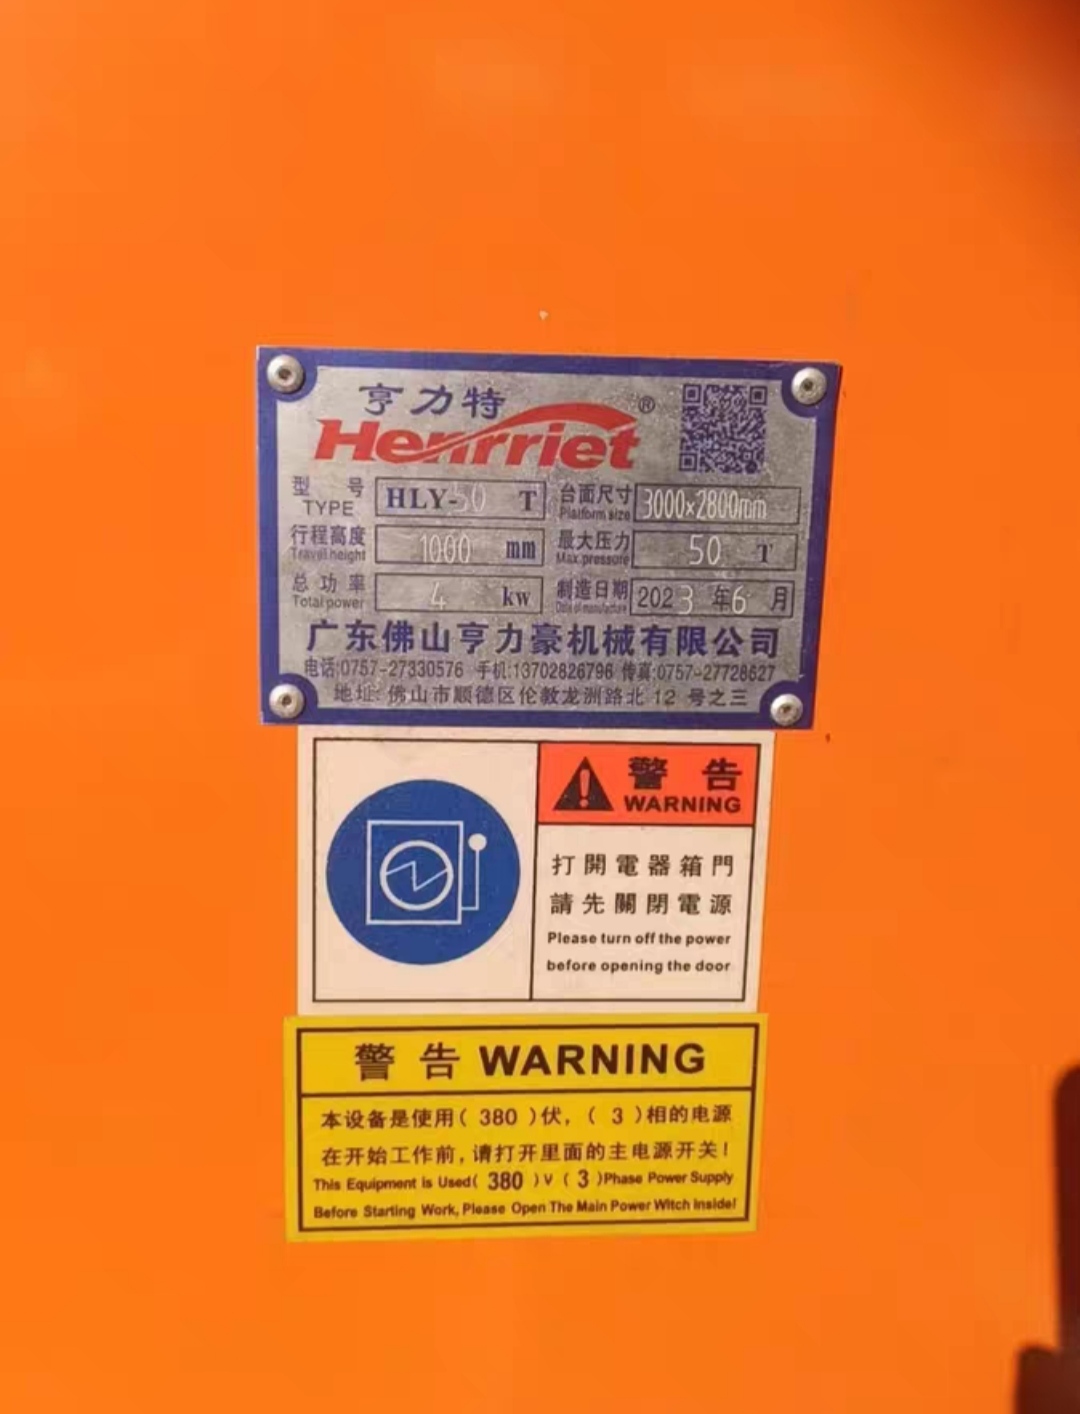 亨力特
Henrriet®
型号 TYPE HLY-50 T 台面尺寸 Platform size 3000×2800mm
行程高度 Travel height 1000 mm 最大压力 Max.pressure 50 T
总功率 Total power 4 kw 制造日期 Date of manufacture 2023 年 6 月
广东佛山亨力豪机械有限公司
电话:0757-27330576 手机:13702826796 传真:0757-27728627
地址:佛山市顺德区伦教龙洲路北 12 号之三
警告
WARNING
打開電器箱門
請先關閉電源
Please turn off the power
before opening the door
警告 WARNING
本设备是使用( 380 )伏,( 3 )相的电源
在开始工作前,请打开里面的主电源开关!
This Equipment is Used( 380 )V ( 3 )Phase Power Supply
Before Starting Work, Please Open The Main Power Witch Inside!